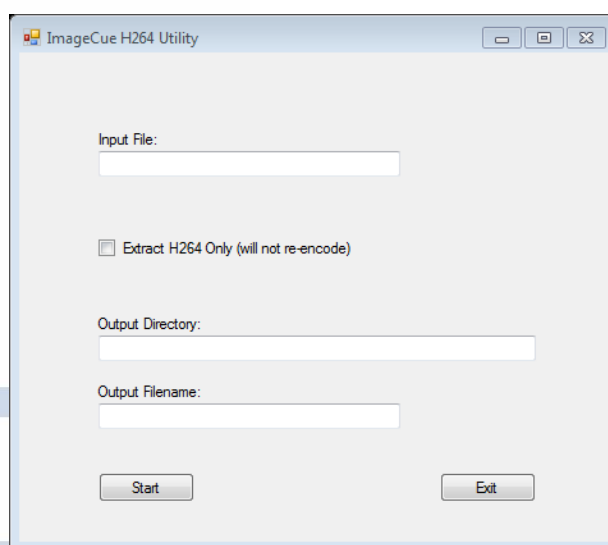 ImageCue H264 Utility
Input File:
Extract H264 Only (will not re-encode)
Output Directory:
Output Filename:
Start
Exit